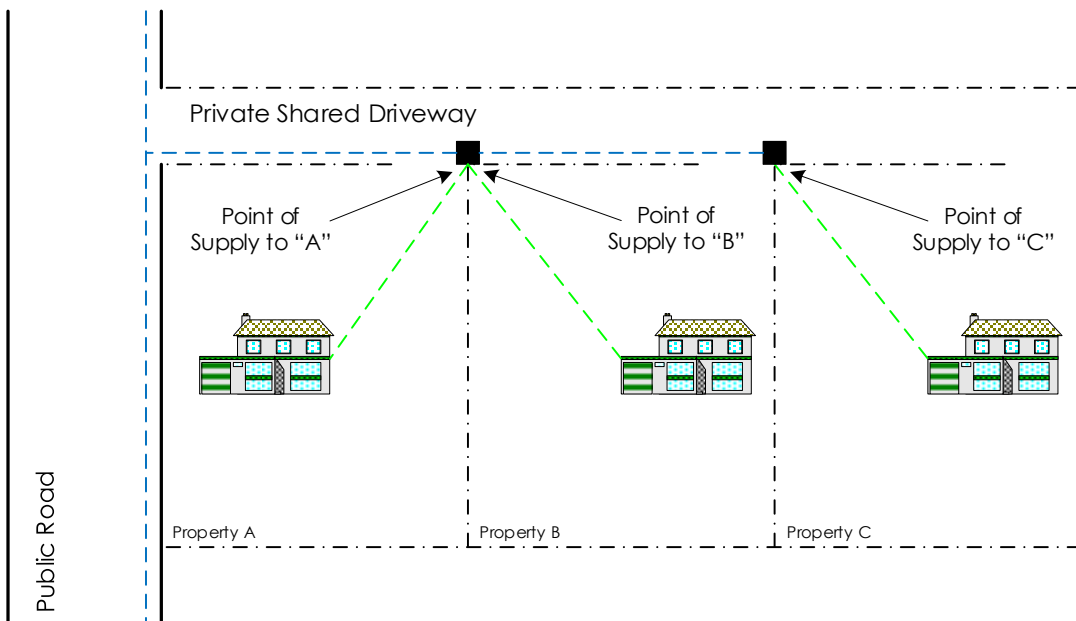 Private Shared Driveway
Point of
Supply to “A”
Point of
Supply to “B”
Point of
Supply to “C”
Property A
Property B
Property C
Public Road